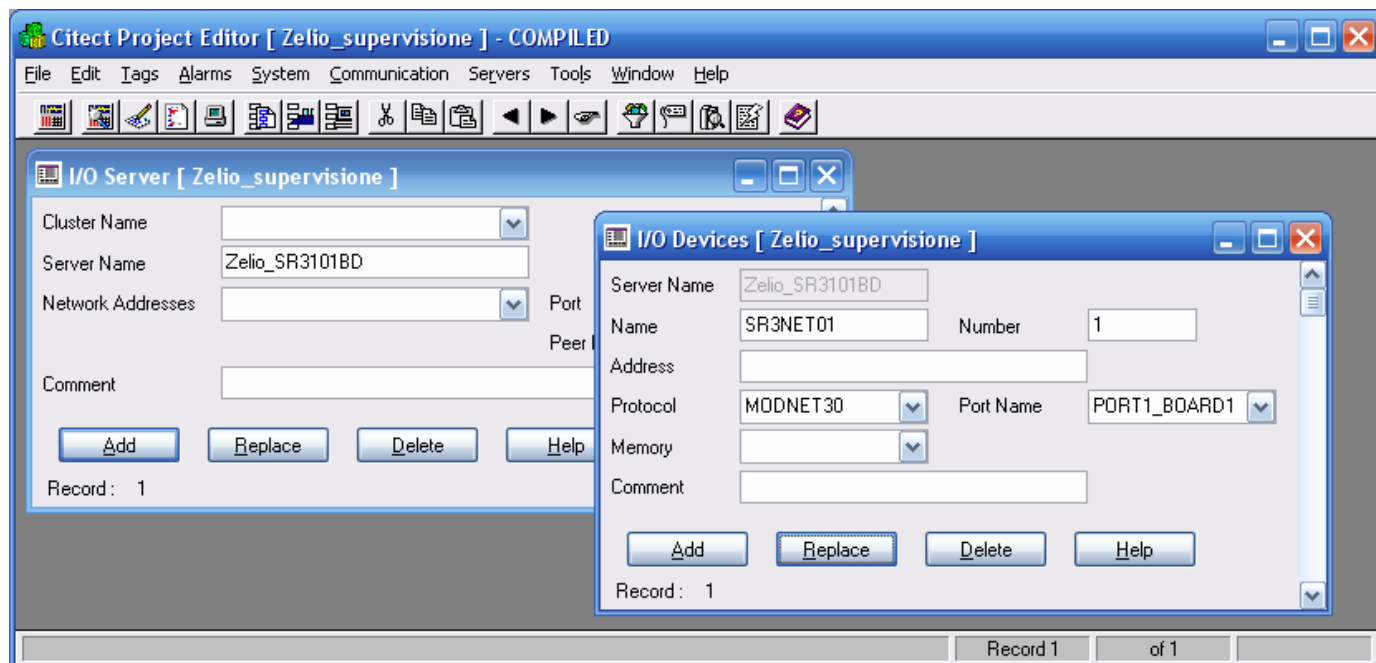 Citect Project Editor [ Zelio_supervisione ] - COMPILED
File Edit Tags Alarms System Communication Servers Tools Window Help
I/O Server [ Zelio_supervisione ]
Cluster Name
Server Name Zelio_SR3101BD
Network Addresses Port
Peer
Comment
Add Replace Delete Help
Record : 1
I/O Devices [ Zelio_supervisione ]
Server Name Zelio_SR3101BD
Name SR3NET01 Number 1
Address
Protocol MODNET30 Port Name PORT1_BOARD1
Memory
Comment
Add Replace Delete Help
Record : 1
Record 1 of 1